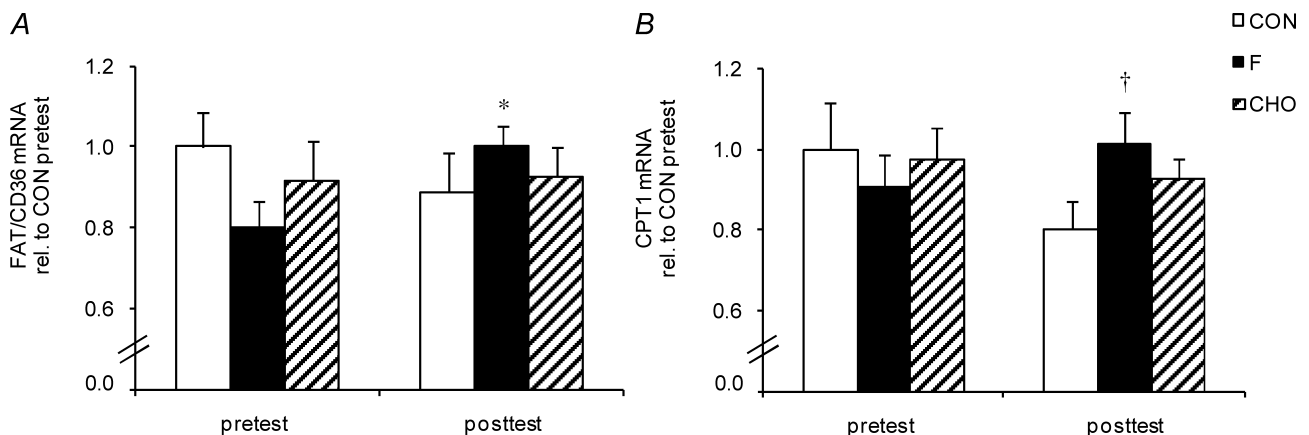 A
FAT/CD36 mRNA
rel. to CON pretest
1.2
1.0
0.8
0.6
0.0
*
pretest
posttest
B
CPT1 mRNA
rel. to CON pretest
1.2
1.0
0.8
0.6
0.0
†
pretest
posttest
CON
F
CHO